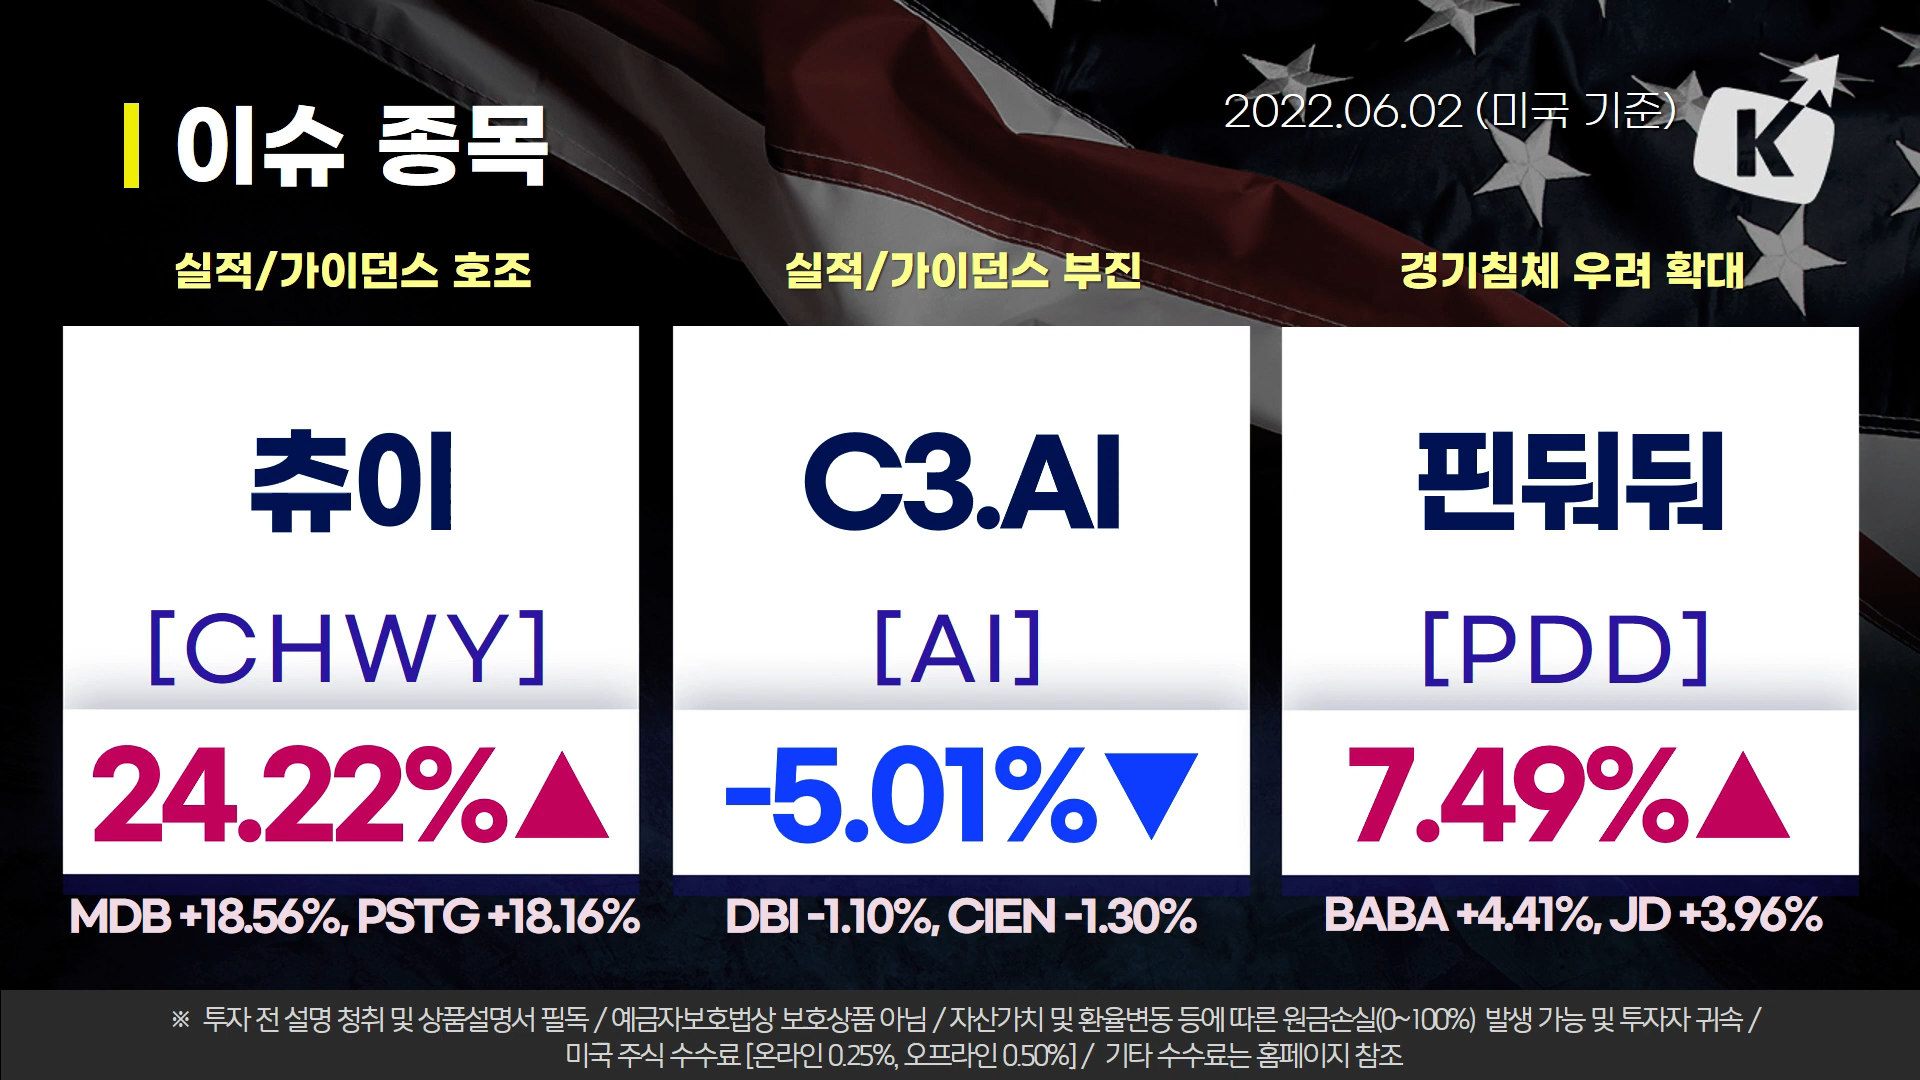 이슈 종목
2022.06.02 (미국 기준)
K
실적/가이던스 호조
실적/가이던스 부진
경기침체 우려 확대
츄이
C3.AI
핀둬둬
[CHWY]
[AI]
[PDD]
24.22%▲
-5.01%▼
7.49%▲
MDB +18.56%, PSTG +18.16%
DBI -1.10%, CIEN -1.30%
BABA +4.41%, JD +3.96%
※ 투자 전 설명 청취 및 상품설명서 필독 / 예금자보호법상 보호상품 아님 / 자산가치 및 환율변동 등에 따른 원금손실(0~100%) 발생 가능 및 투자자 귀속 /
미국 주식 수수료 [온라인 0.25%, 오프라인 0.50%] / 기타 수수료는 홈페이지 참조